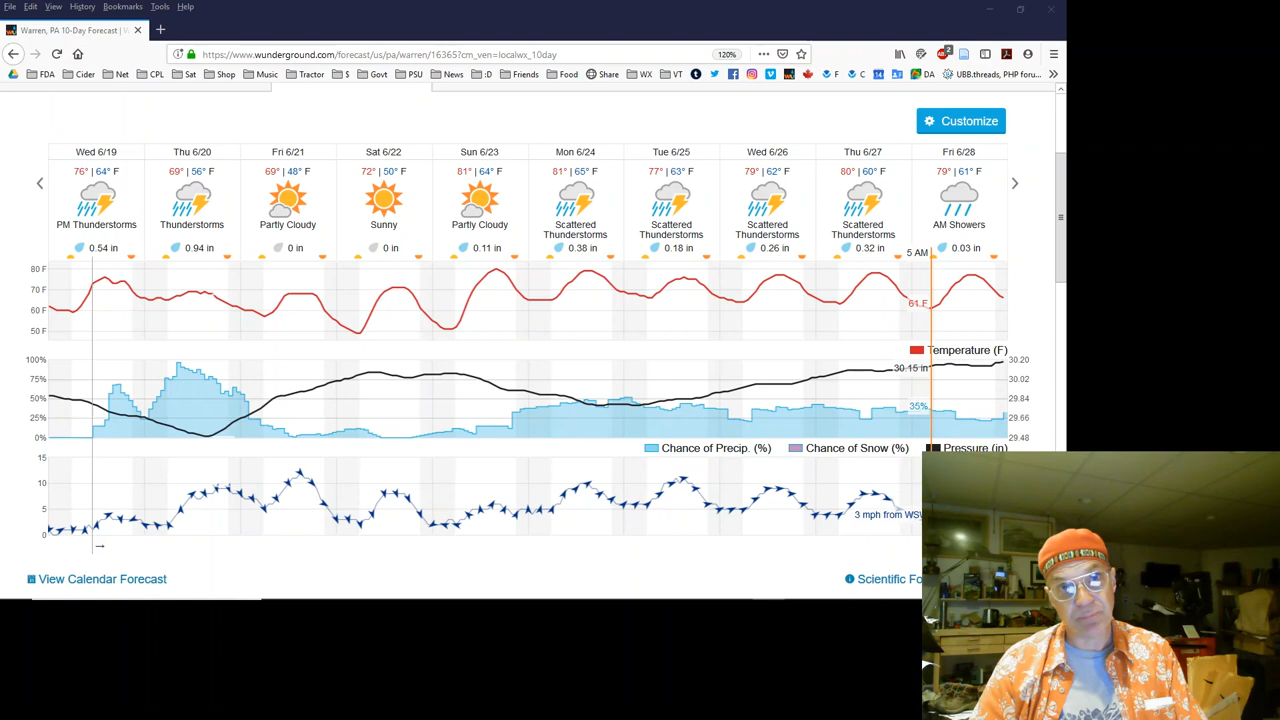 File Edit View History Bookmarks Tools Help
Warren, PA 10-Day Forecast | W
https://www.wunderground.com/forecast/us/pa/warren/16365?cm_ven=localwx_10day 120%
FDA Cider Net CPL Sat Shop Music Tractor $ Govt PSU News :D Friends Food Share WX VT F C 14 DA UBB.threads, PHP foru...
Customize
Wed 6/19 Thu 6/20 Fri 6/21 Sat 6/22 Sun 6/23 Mon 6/24 Tue 6/25 Wed 6/26 Thu 6/27 Fri 6/28
76° | 64° F 69° | 56° F 69° | 48° F 72° | 50° F 81° | 64° F 81° | 65° F 77° | 63° F 79° | 62° F 80° | 60° F 79° | 61° F
PM Thunderstorms Thunderstorms Partly Cloudy Sunny Partly Cloudy Scattered Thunderstorms Scattered Thunderstorms Scattered Thunderstorms Scattered Thunderstorms AM Showers
0.54 in 0.94 in 0 in 0 in 0.11 in 0.38 in 0.18 in 0.26 in 0.32 in 0.03 in
5 AM
80 F
70 F
60 F
50 F
61 F
Temperature (F)
100% 30.20
30.15 in
75% 30.02
50% 29.84
35%
25% 29.66
0% 29.48
Chance of Precip. (%) Chance of Snow (%) Pressure (in)
15
10
5
0
3 mph from WSW
View Calendar Forecast Scientific Fo